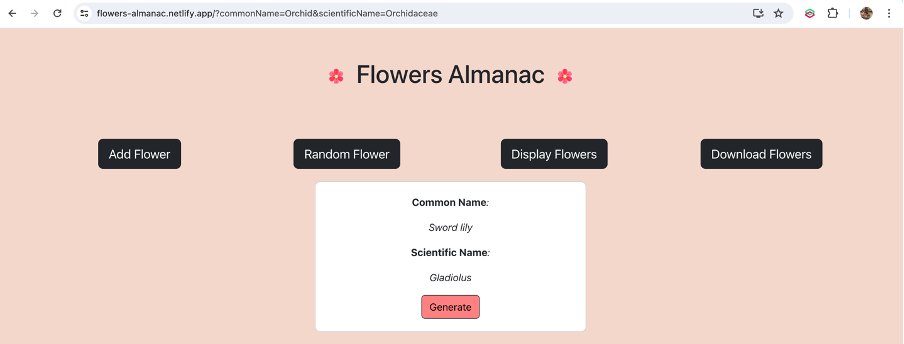 flowers-almanac.netlify.app/?commonName=Orchid&scientificName=Orchidaceae
Flowers Almanac
Add Flower Random Flower Display Flowers Download Flowers
Common Name:
Sword lily
Scientific Name:
Gladiolus
Generate